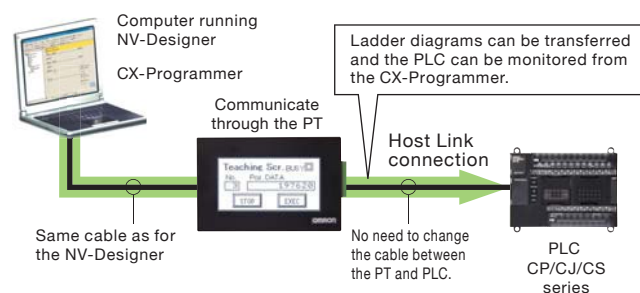 Computer running
NV-Designer
CX-Programmer
Ladder diagrams can be transferred
and the PLC can be monitored from
the CX-Programmer.
Communicate
through the PT
Host Link
connection
Teaching Scr. BUSY
No. Pos DATA
3 197620
STOP EXEC
OMRON
Same cable as for
the NV-Designer
No need to change
the cable between
the PT and PLC.
PLC
CP/CJ/CS
series